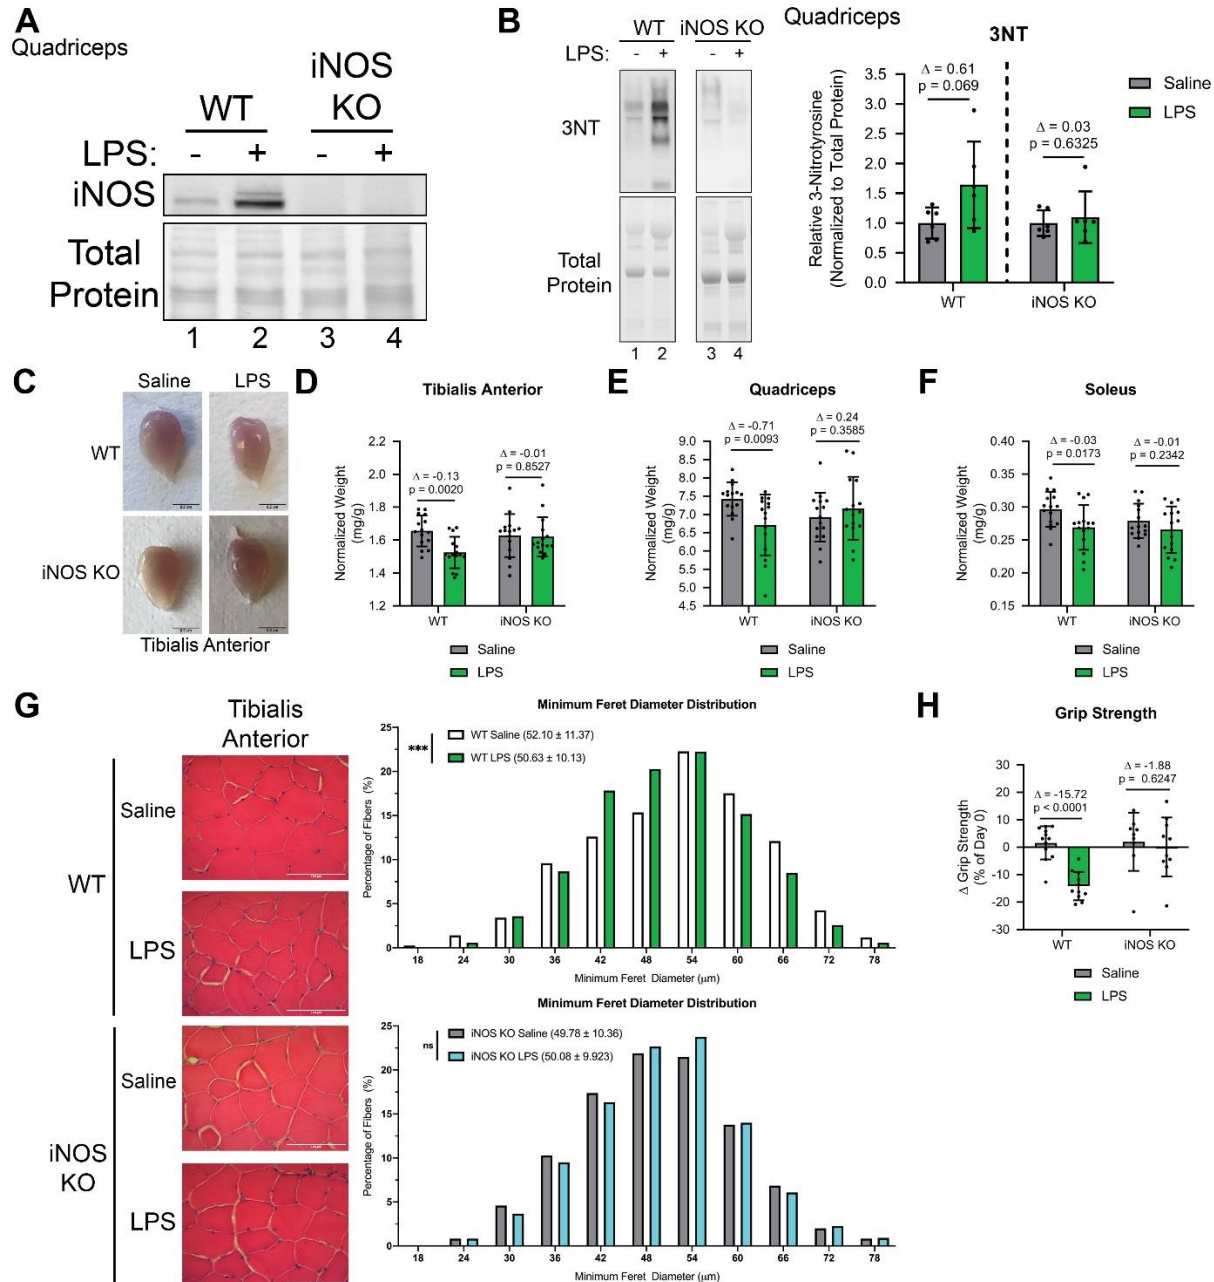 A
Quadriceps
WT
iNOS
KO
LPS:
- + - +
iNOS
Total
Protein
1 2 3 4
B
WT iNOS KO
LPS: - + - +
3NT
Total
Protein
1 2 3 4
Quadriceps
3NT
Relative 3-Nitrotyrosine
(Normalized to Total Protein)
3.5
3.0
2.5
2.0
1.5
1.0
0.5
0.0
Δ = 0.61
p = 0.069
Δ = 0.03
p = 0.6325
WT iNOS KO
Saline
LPS
C
Saline LPS
WT
iNOS KO
Tibialis Anterior
D
Tibialis Anterior
Normalized Weight
(mg/g)
2.2
2.0
1.8
1.6
1.4
1.2
Δ = -0.13
p = 0.0020
Δ = -0.01
p = 0.8527
WT iNOS KO
Saline
LPS
E
Quadriceps
Normalized Weight
(mg/g)
9.0
8.5
8.0
7.5
7.0
6.5
6.0
5.5
5.0
4.5
Δ = -0.71
p = 0.0093
Δ = 0.24
p = 0.3585
WT iNOS KO
Saline
LPS
F
Soleus
Normalized Weight
(mg/g)
0.40
0.35
0.30
0.25
0.20
0.15
Δ = -0.03
p = 0.0173
Δ = -0.01
p = 0.2342
WT iNOS KO
Saline
LPS
G
Tibialis
Anterior
WT
Saline
LPS
iNOS
KO
Saline
LPS
Minimum Feret Diameter Distribution
*** WT Saline (52.10 ± 11.37)
WT LPS (50.63 ± 10.13)
Percentage of Fibers (%)
25
20
15
10
5
0
18 24 30 36 42 48 54 60 66 72 78
Minimum Feret Diameter (μm)
Minimum Feret Diameter Distribution
ns iNOS KO Saline (49.78 ± 10.36)
iNOS KO LPS (50.08 ± 9.923)
Percentage of Fibers (%)
25
20
15
10
5
0
18 24 30 36 42 48 54 60 66 72 78
Minimum Feret Diameter (μm)
H
Grip Strength
Δ Grip Strength
(% of Day 0)
30
20
10
0
-10
-20
-30
Δ = -15.72
p < 0.0001
Δ = -1.88
p = 0.6247
WT iNOS KO
Saline
LPS